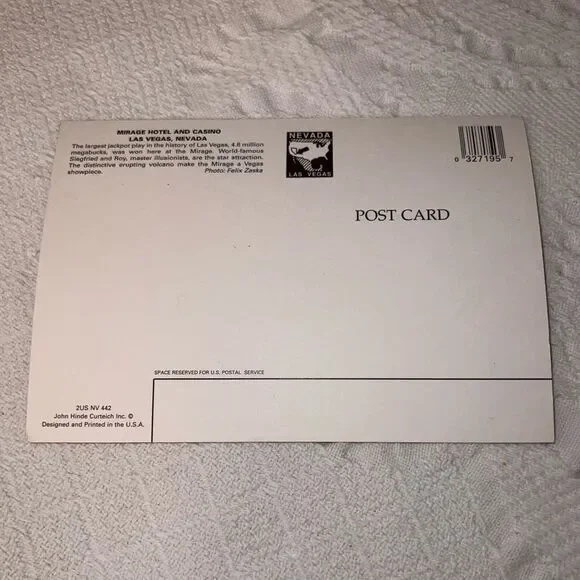 MIRAGE HOTEL AND CASINO
LAS VEGAS, NEVADA
The largest jackpot play in the history of Las Vegas, 4.6 million
megabucks, was won here at the Mirage. World-famous
Siegfried and Roy, master illusionists, are the star attraction.
The distinctive erupting volcano make the Mirage a Vegas
showpiece. Photo: Felix Zaska
NEVADA
LAS VEGAS
0 327195 7
POST CARD
SPACE RESERVED FOR U.S. POSTAL SERVICE
2US NV 442
John Hinde Curteich Inc. ©
Designed and Printed in the U.S.A.